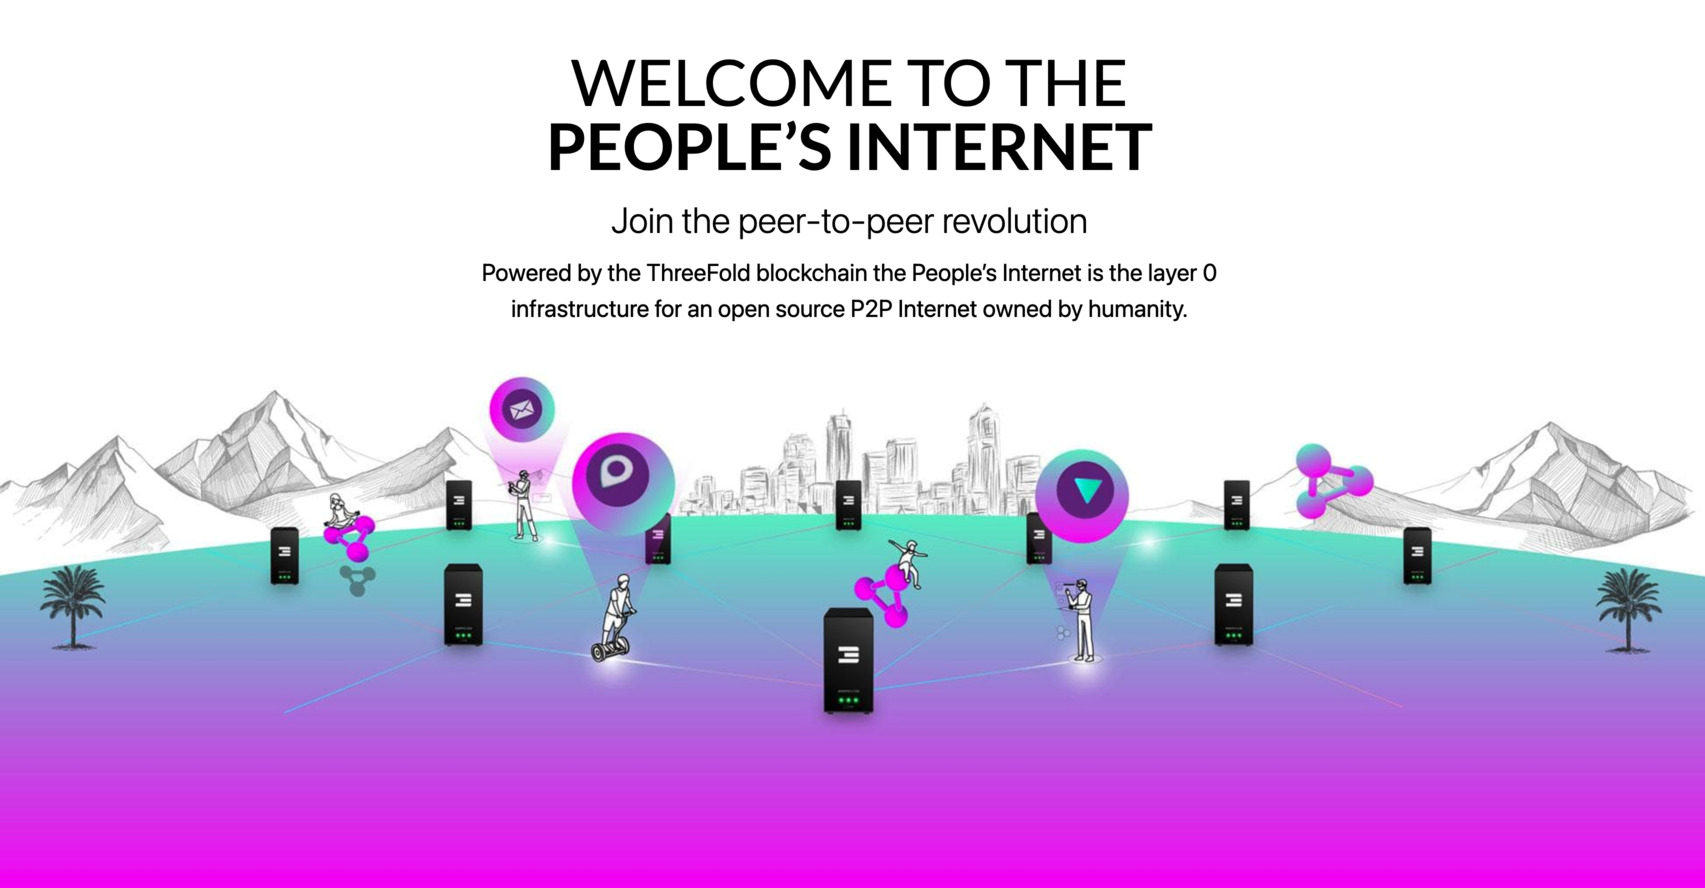 WELCOME TO THE
PEOPLE’S INTERNET
Join the peer-to-peer revolution
Powered by the ThreeFold blockchain the People’s Internet is the layer 0
infrastructure for an open source P2P Internet owned by humanity.